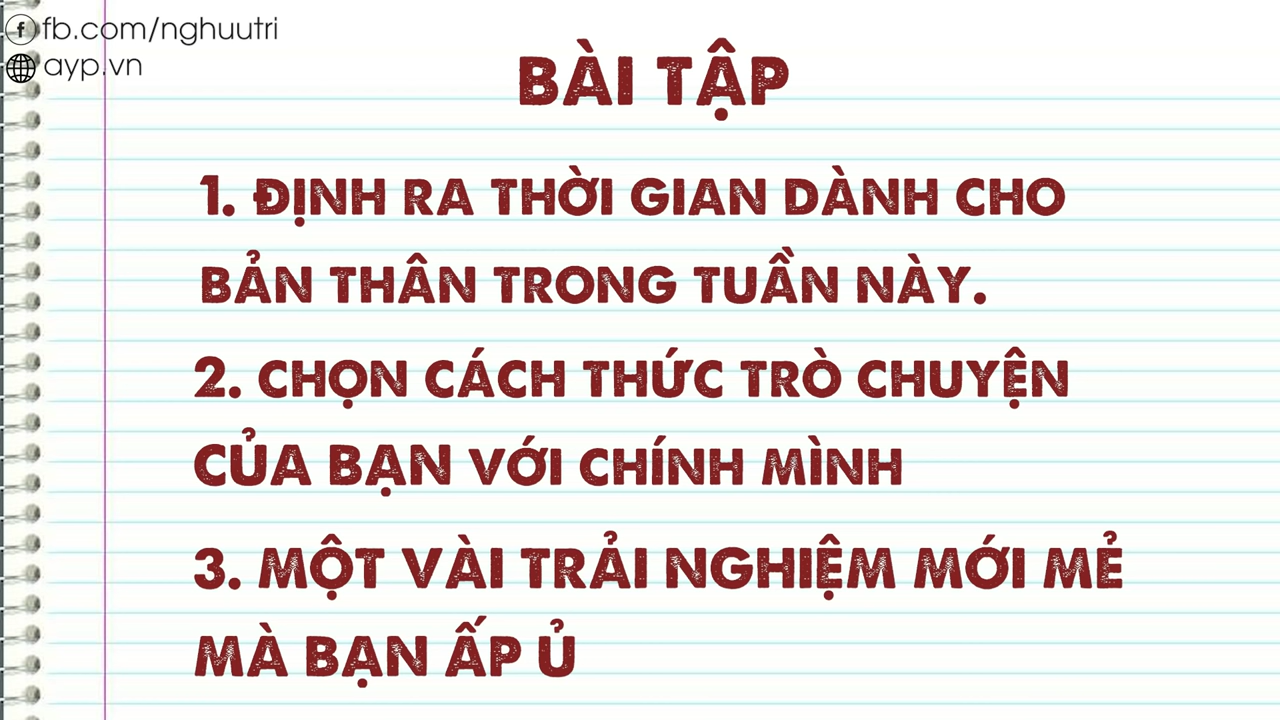 fb.com/nghuutri
ayp.vn
BÀI TẬP
1. ĐỊNH RA THỜI GIAN DÀNH CHO
BẢN THÂN TRONG TUẦN NÀY.
2. CHỌN CÁCH THỨC TRÒ CHUYỆN
CỦA BẠN VỚI CHÍNH MÌNH
3. MỘT VÀI TRẢI NGHIỆM MỚI MẺ
MÀ BẠN ẤP Ủ